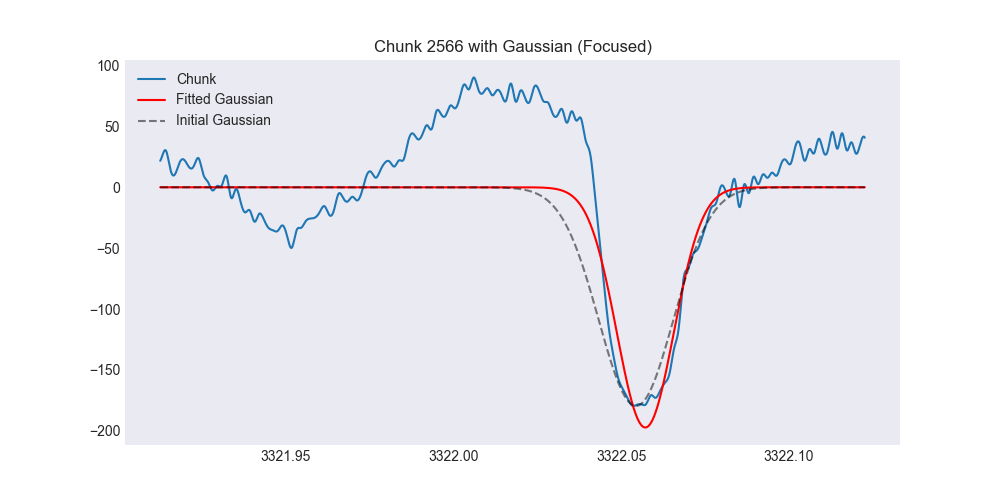 Chunk 2566 with Gaussian (Focused)
Chunk
Fitted Gaussian
Initial Gaussian
100
50
0
−50
−100
−150
−200
3321.95
3322.00
3322.05
3322.10